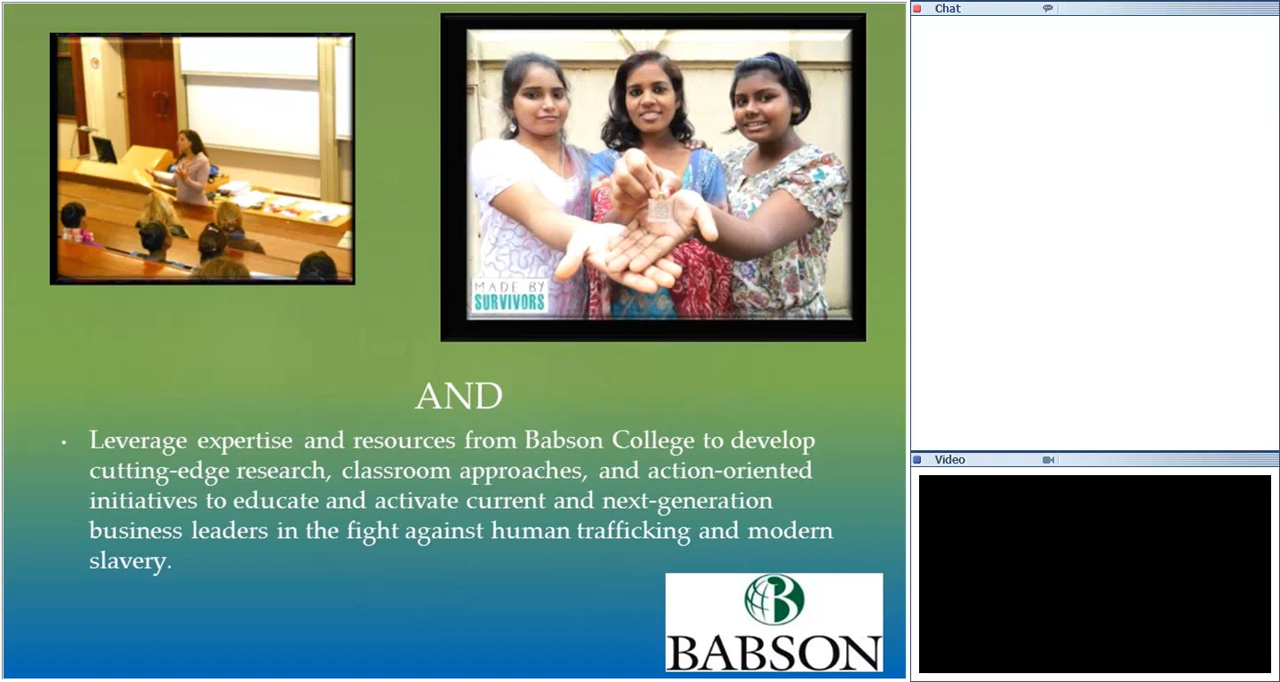 Chat
MADE BY
SURVIVORS
AND
• Leverage expertise and resources from Babson College to develop
cutting-edge research, classroom approaches, and action-oriented
initiatives to educate and activate current and next-generation
business leaders in the fight against human trafficking and modern
slavery.
B
BABSON
Video